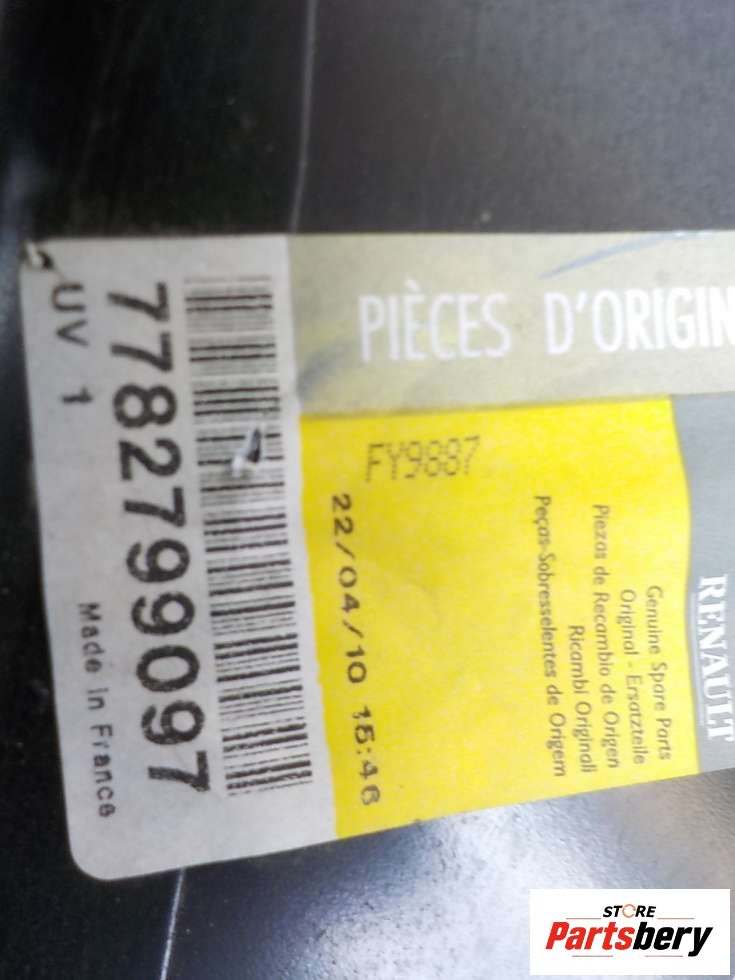 PIÈCES D'ORIGIN
RENAULT
Genuine Spare Parts
Original - Ersatzteile
Piezas de Recambio de Origen
Ricambi Originali
Peças-Sobresselentes de Origem
FY9887
22/04/10 15:46
7782799097
UV 1
Made in France
STORE
Partsbery